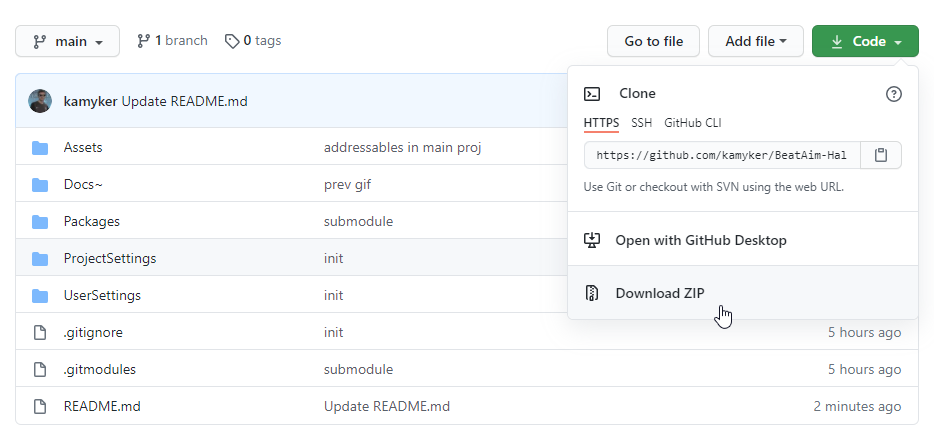 main 1 branch 0 tags Go to file Add file Code
kamyker Update README.md
Clone
HTTPS SSH GitHub CLI
https://github.com/kamyker/BeatAim-Hal
Use Git or checkout with SVN using the web URL.
Open with GitHub Desktop
Download ZIP
Assets addressables in main proj
Docs~ prev gif
Packages submodule
ProjectSettings init
UserSettings init
.gitignore init 5 hours ago
.gitmodules submodule 5 hours ago
README.md Update README.md 2 minutes ago